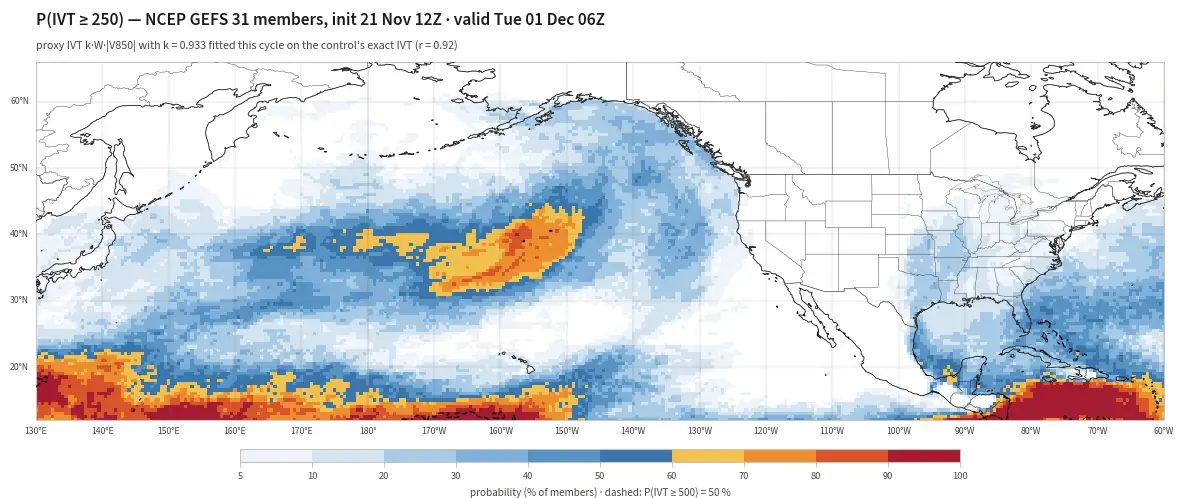 P(IVT ≥ 250) — NCEP GEFS 31 members, init 21 Nov 12Z · valid Tue 01 Dec 06Z
proxy IVT k·W·|V850| with k = 0.933 fitted this cycle on the control's exact IVT (r = 0.92)
60°N
50°N
40°N
30°N
20°N
130°E 140°E 150°E 160°E 170°E 180° 170°W 160°W 150°W 140°W 130°W 120°W 110°W 100°W 90°W 80°W 70°W 60°W
5 10 20 30 40 50 60 70 80 90 100
probability (% of members) · dashed: P(IVT ≥ 500) = 50 %